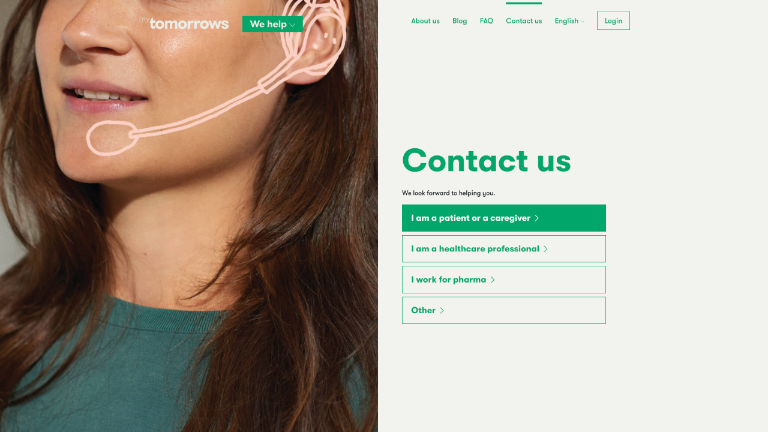 mytomorrows
We help
About us
Blog
FAQ
Contact us
English
Login
Contact us
We look forward to helping you.
I am a patient or a caregiver
I am a healthcare professional
I work for pharma
Other